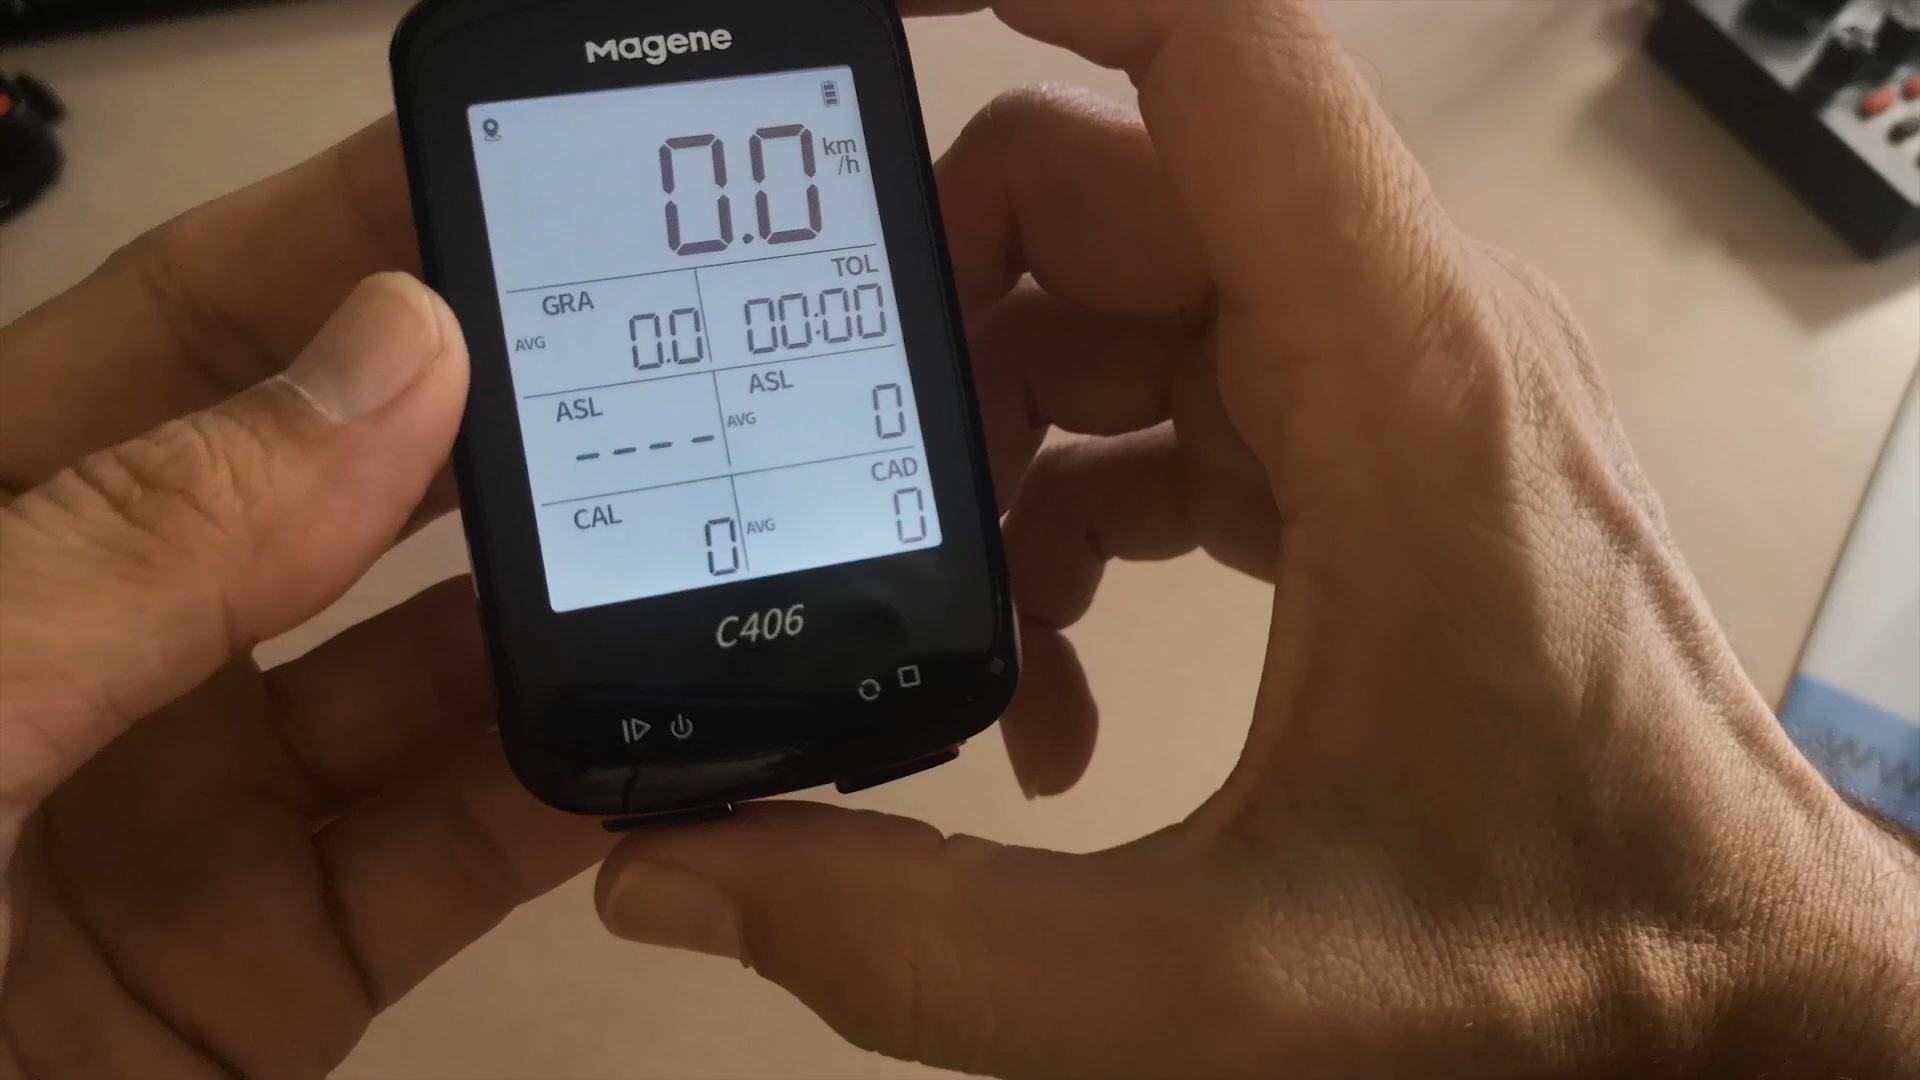 Magene
0.0 km
/h
GRA
AVG 0.0
TOL
00:00
ASL
----
ASL
AVG 0
CAL
0
CAD
AVG 0
C406